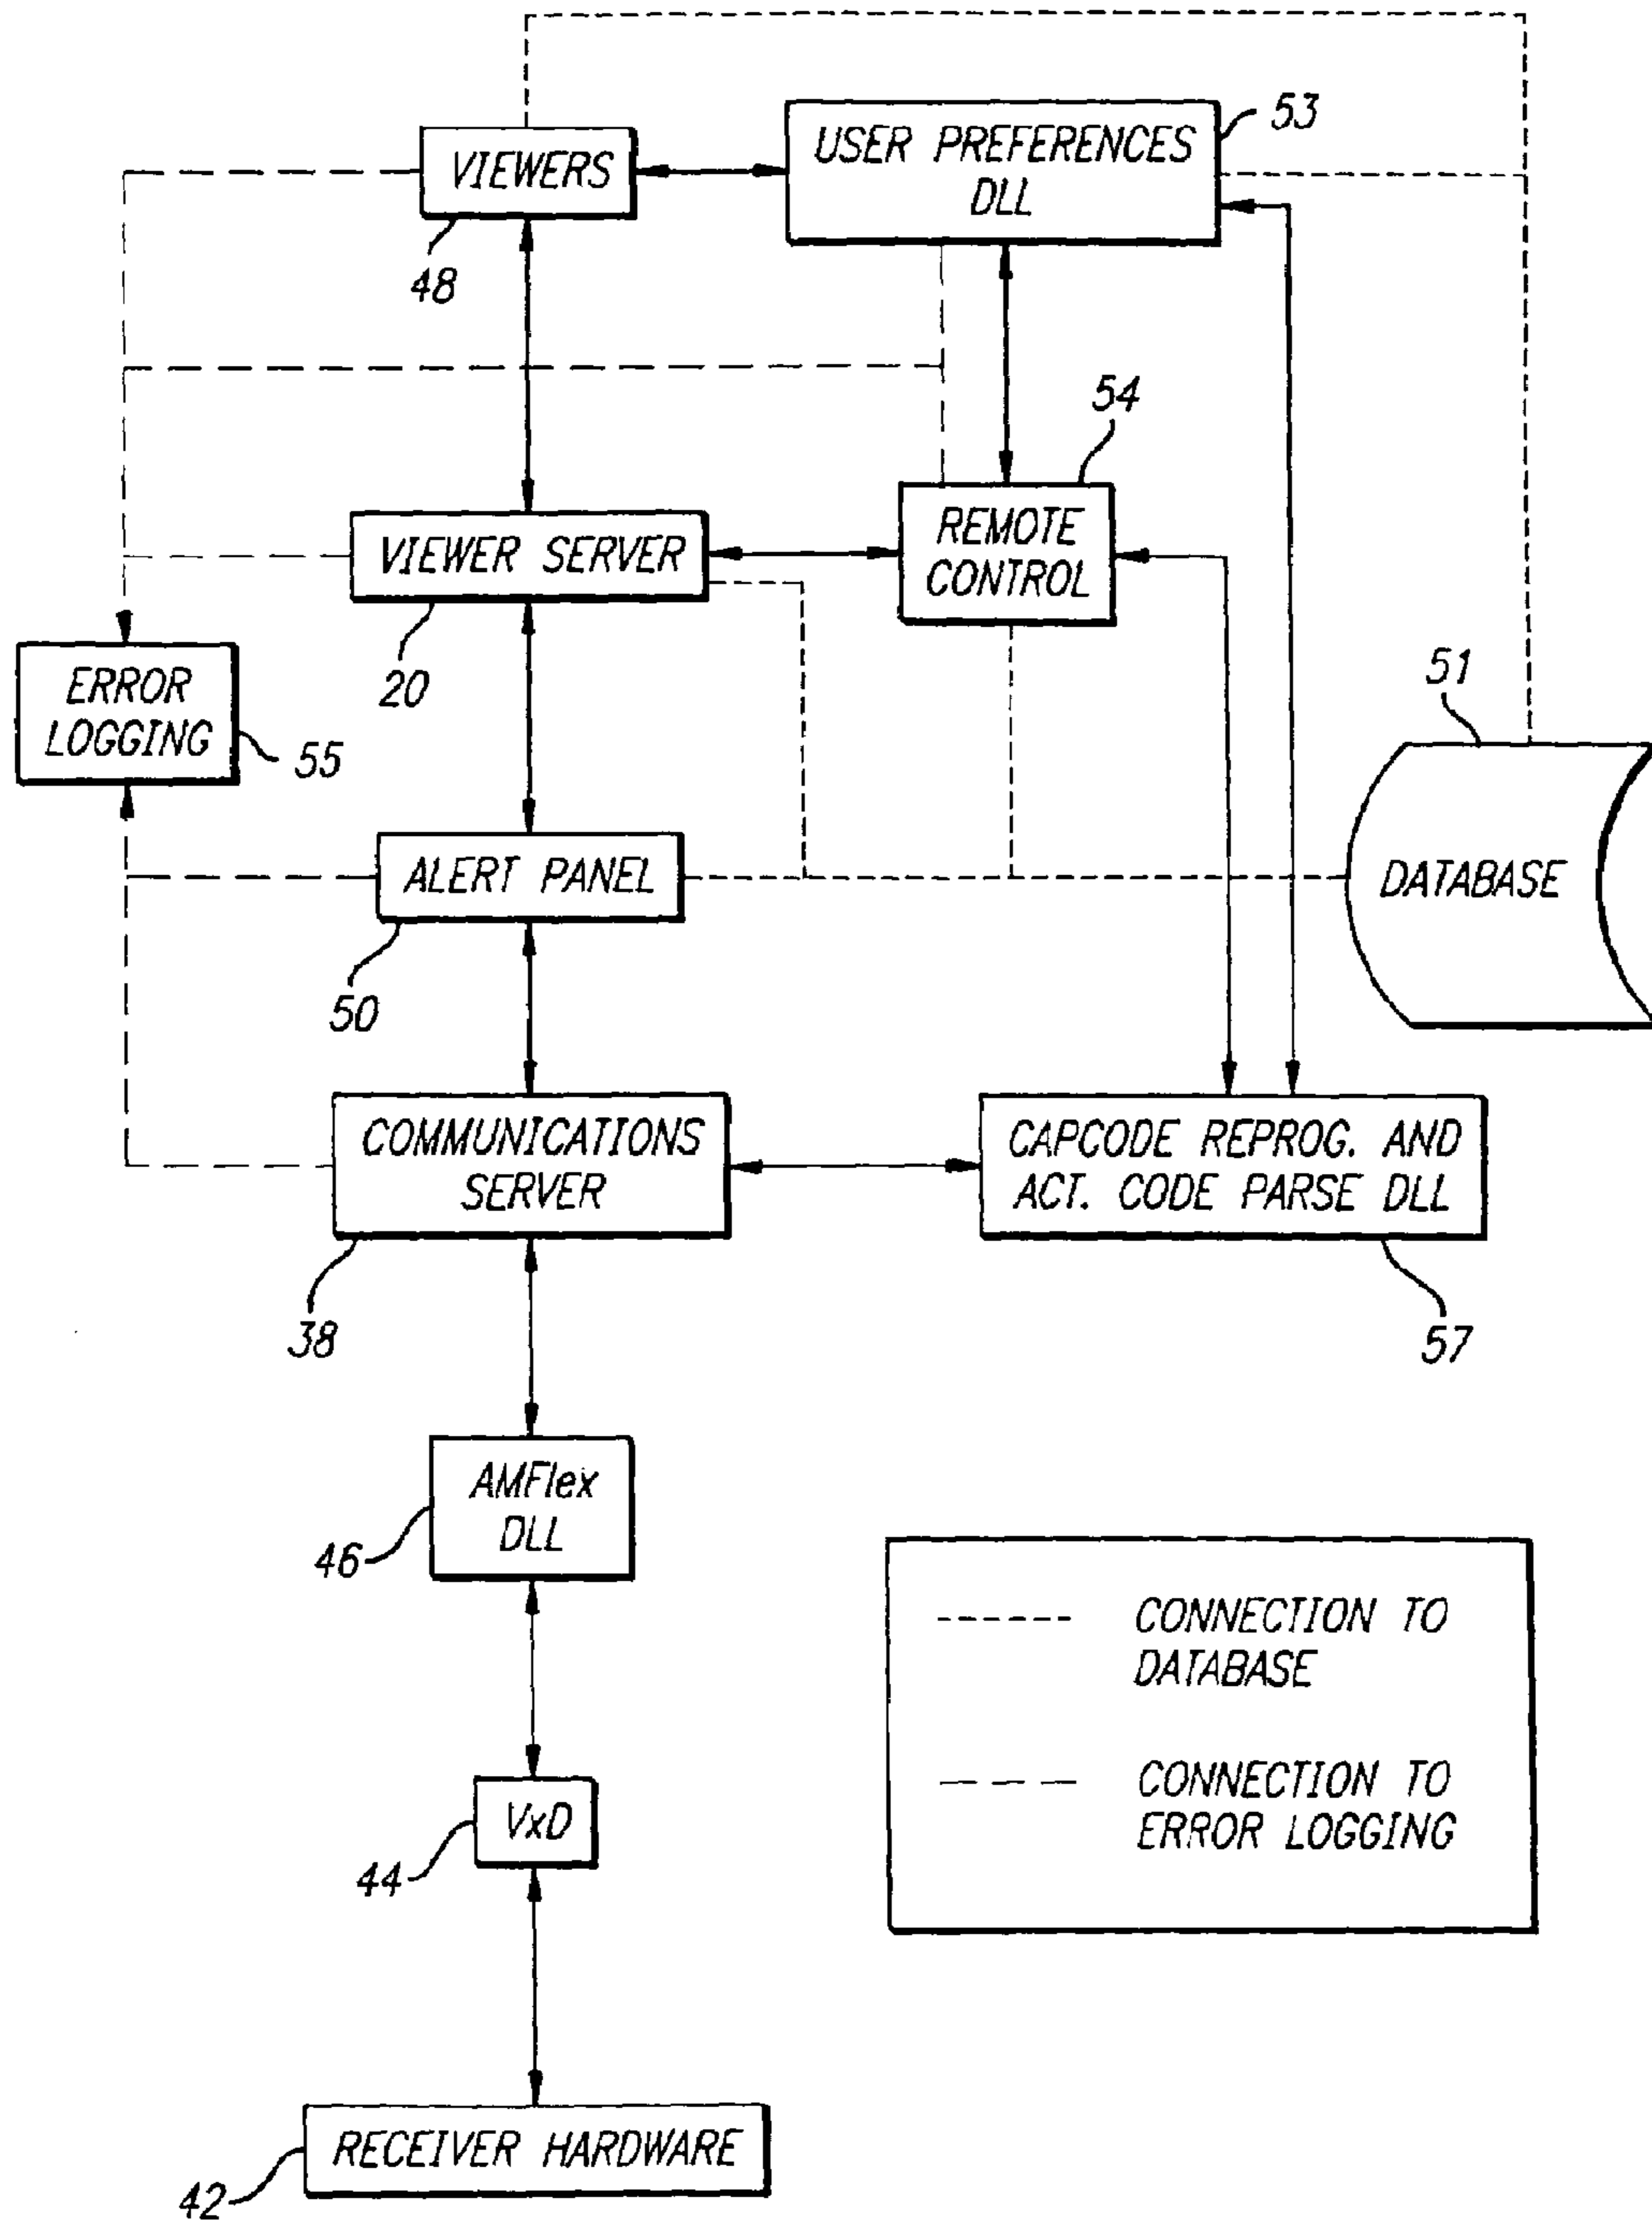 53
VIEWERS
USER PREFERENCES
DLL
48
54
REMOTE
CONTROL
VIEWER SERVER
20
51
ERROR
LOGGING
55
ALERT PANEL
DATABASE
50
COMMUNICATIONS
SERVER
CAPCODE REPROG. AND
ACT. CODE PARSE DLL
38
57
AMFlex
DLL
46
CONNECTION TO
DATABASE
CONNECTION TO
ERROR LOGGING
VxD
44
RECEIVER HARDWARE
42